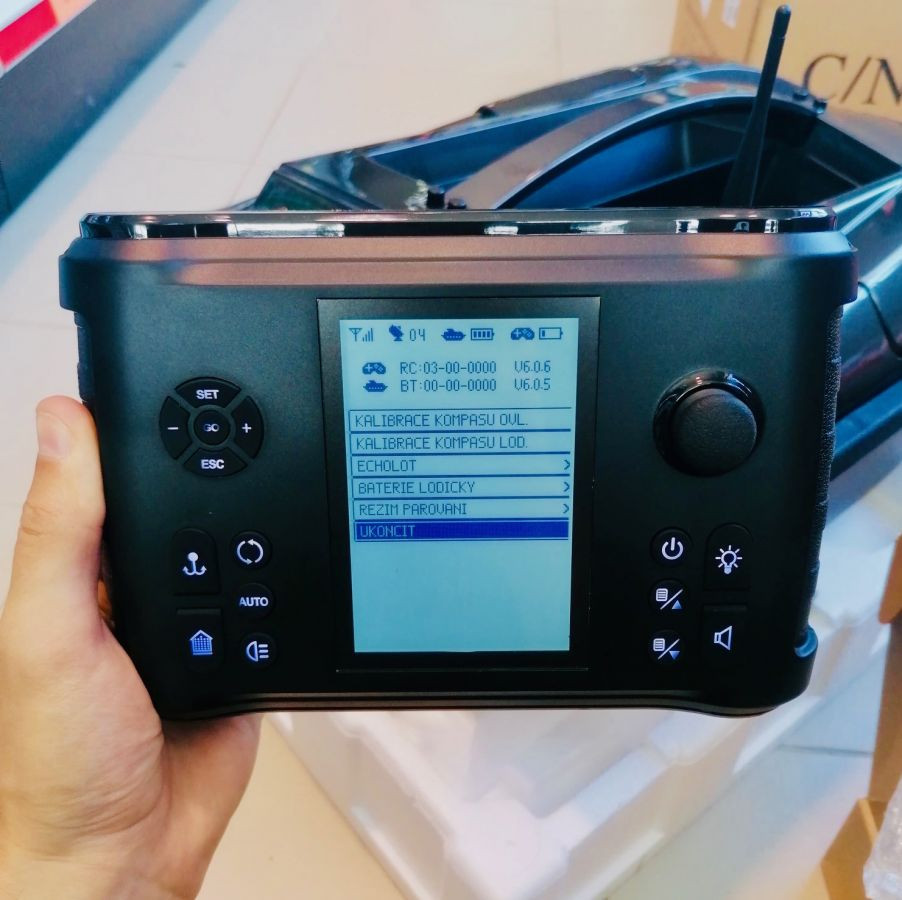 C/N
04
RC:03-00-0000 V6.0.6
BT:00-00-0000 V6.0.5
KALIBRACE KOMPASU OVL.
KALIBRACE KOMPASU LOD.
ECHOLOT
BATERIE LODICKY
REZIM PAROVANI
UKONCIT
SET
- GO +
ESC
AUTO